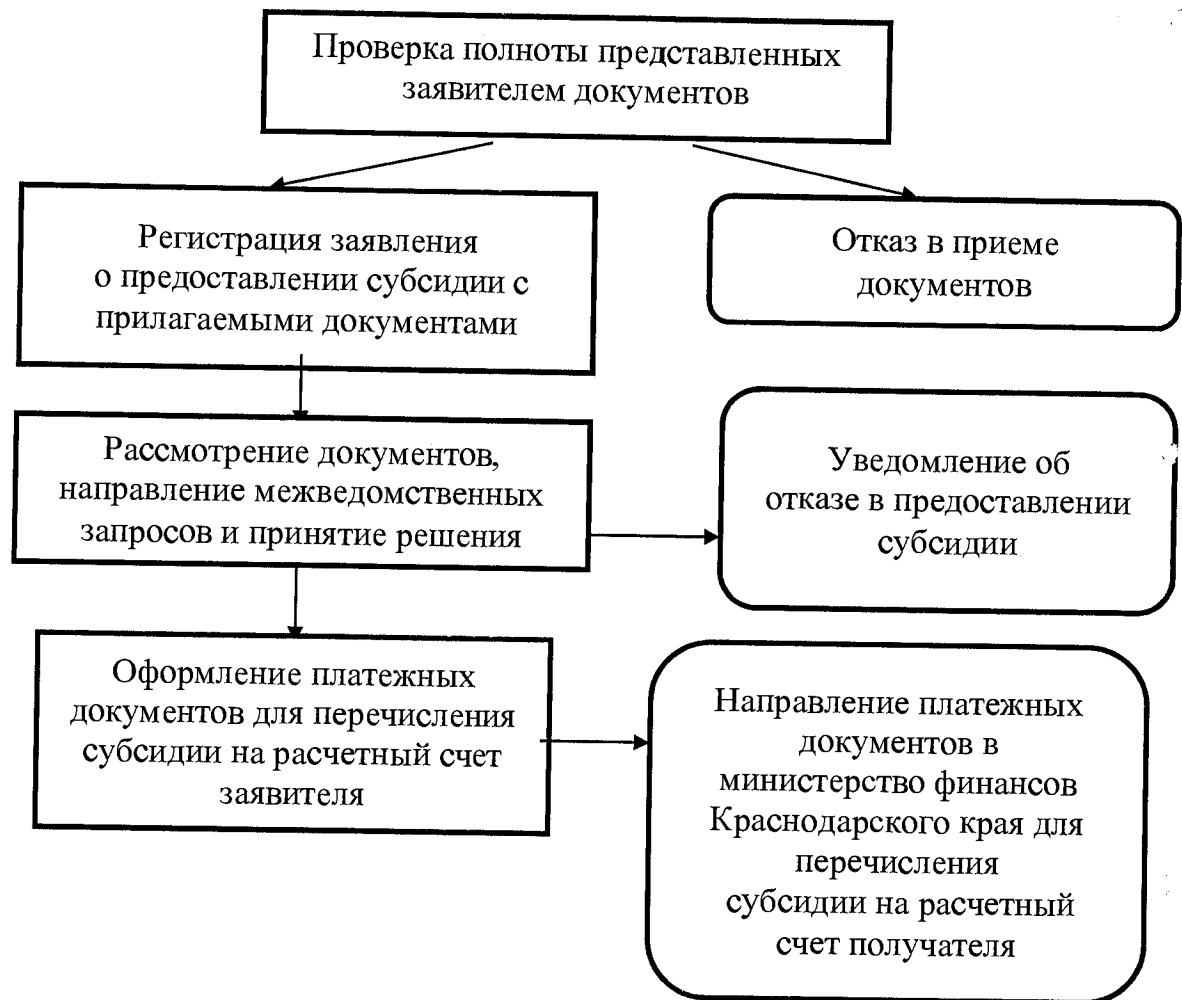 Проверка полноты представленных
заявителем документов
Регистрация заявления
о предоставлении субсидии с
прилагаемыми документами
Отказ в приеме
документов
Рассмотрение документов,
направление межведомственных
запросов и принятие решения
Уведомление об
отказе в предоставлении
субсидии
Оформление платежных
документов для перечисления
субсидии на расчетный счет
заявителя
Направление платежных
документов в
министерство финансов
Краснодарского края для
перечисления
субсидии на расчетный
счет получателя